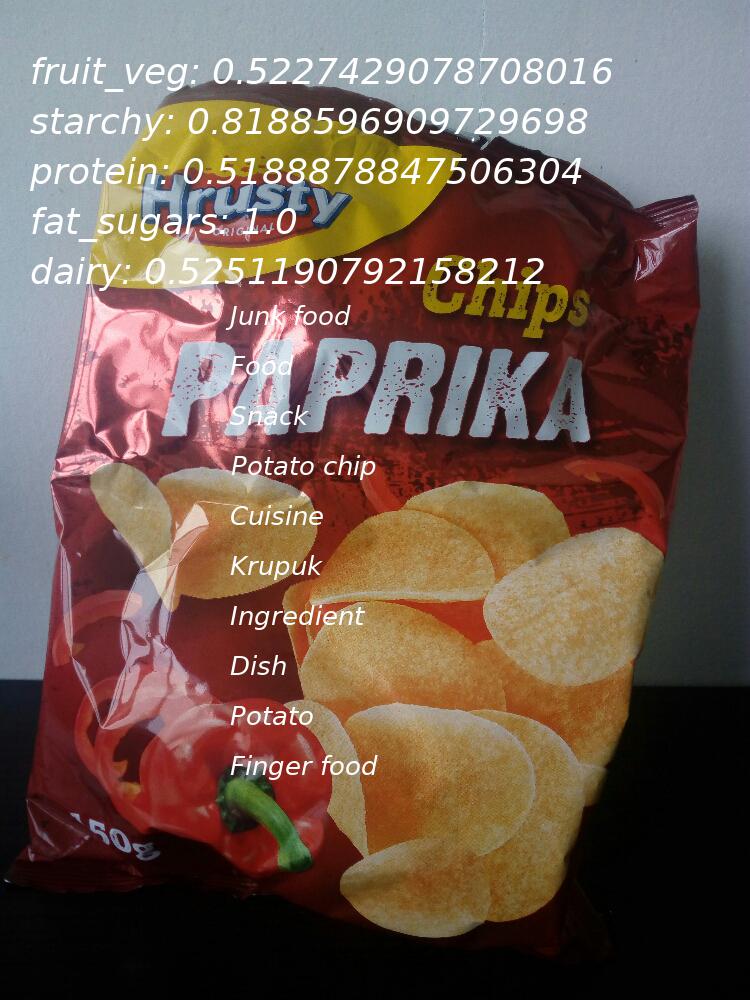 fruit_veg: 0.5227429078708016
starchy: 0.8188596909729698
protein: 0.5188878847506304
Hrusty
fat_sugars: 1.0
ORIGINAL
dairy: 0.5251190792158212
Chips
Junk food
PAPRIKA
Food
Snack
Potato chip
Cuisine
Krupuk
Ingredient
Dish
Potato
Finger food
150g